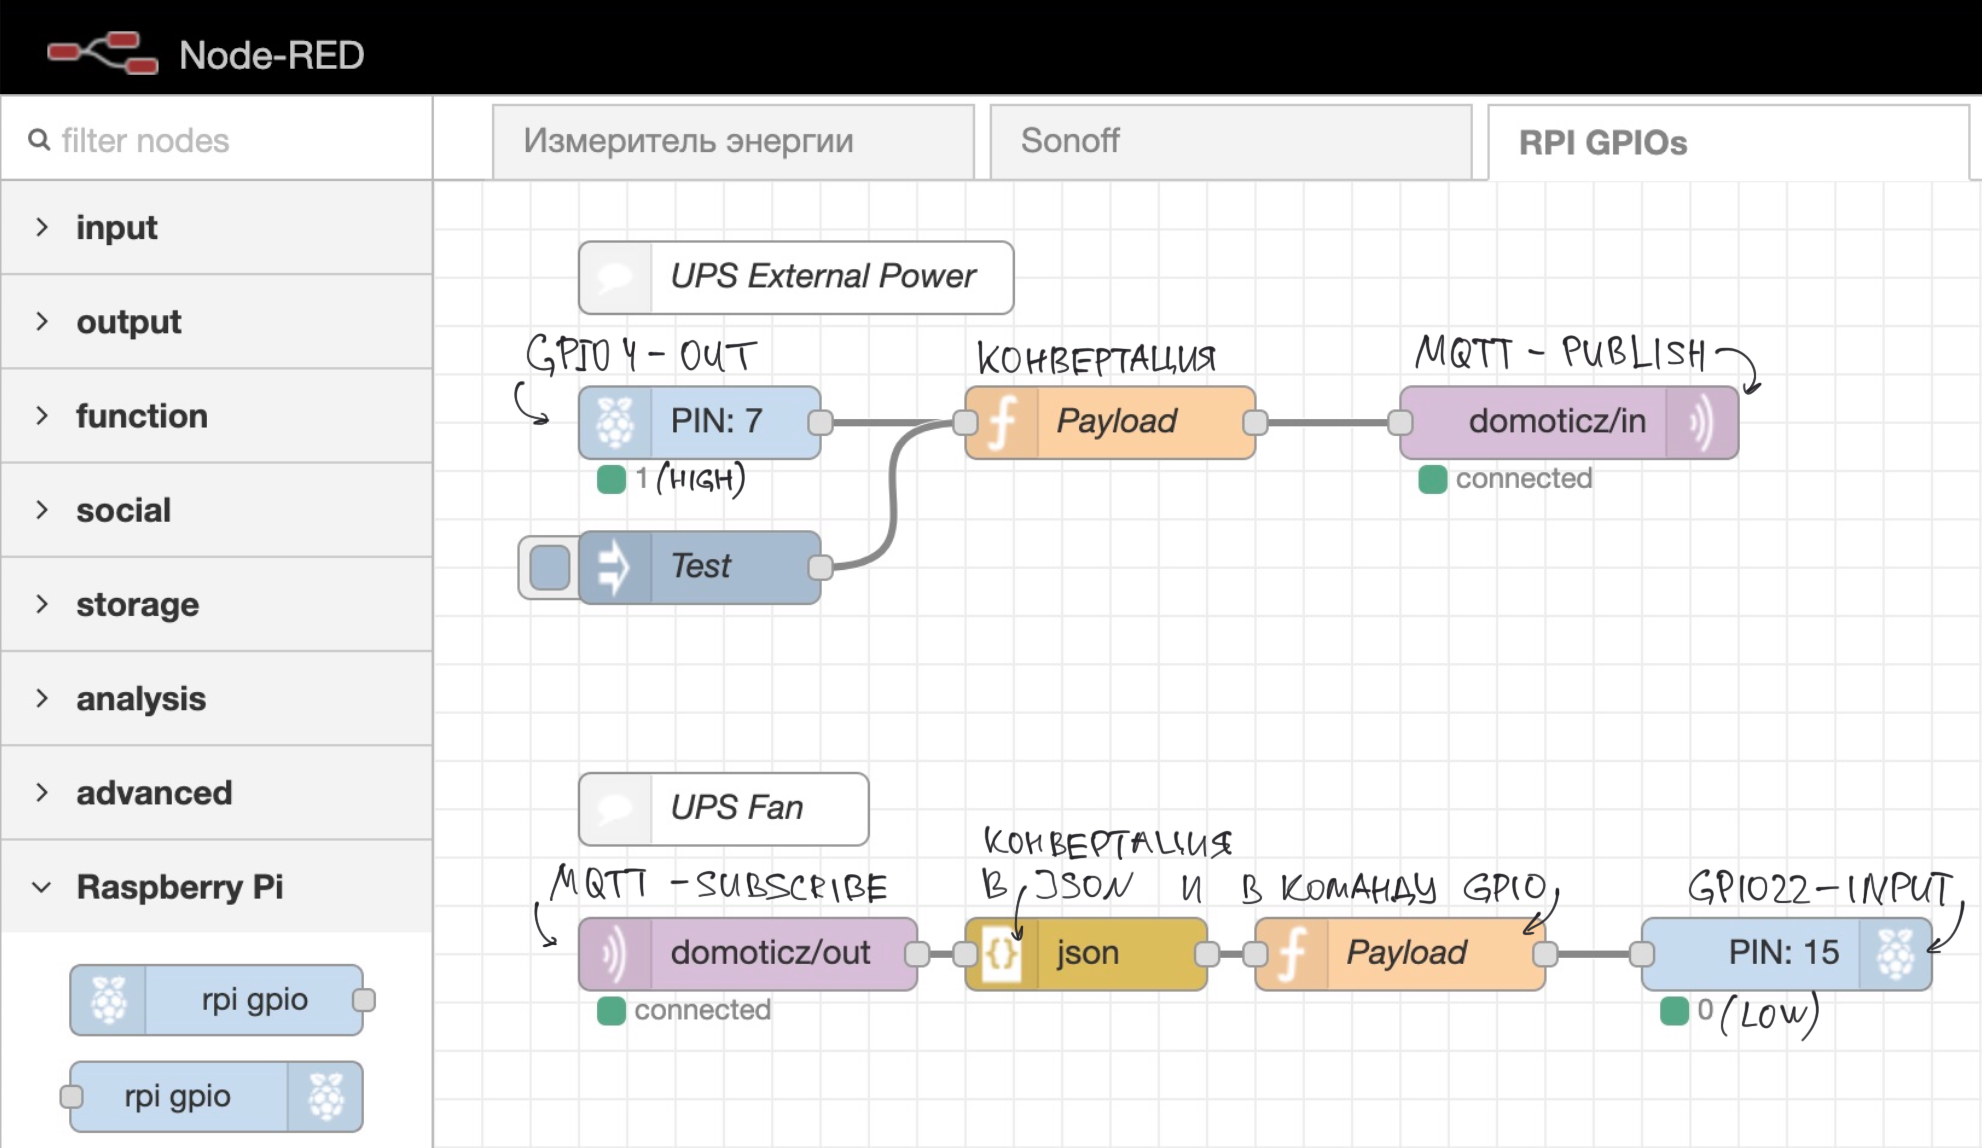 Node-RED
filter nodes
Измеритель энергии
Sonoff
RPI GPIOs
input
output
function
social
storage
analysis
advanced
Raspberry Pi
rpi gpio
rpi gpio
UPS External Power
GPIO 4 - OUT
КОНВЕРТАЦИЯ
MQTT - PUBLISH
PIN: 7
Payload
domoticz/in
1 (HIGH)
connected
Test
UPS Fan
КОНВЕРТАЦИЯ
MQTT - SUBSCRIBE
В JSON И В КОМАНДУ GPIO
GPIO22-INPUT
domoticz/out
json
Payload
PIN: 15
connected
0 (LOW)